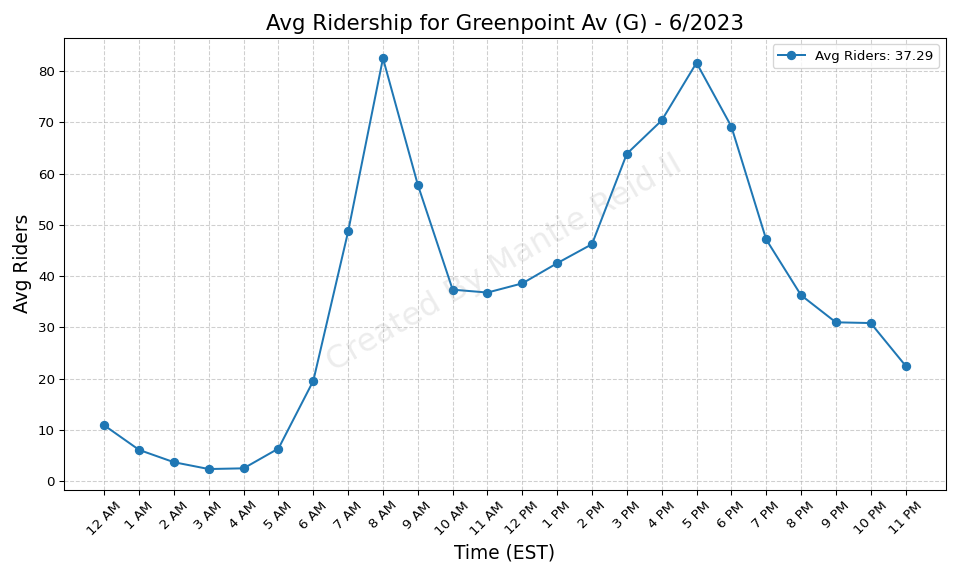 Avg Ridership for Greenpoint Av (G) - 6/2023
Avg Riders: 37.29
Avg Riders
80
70
60
50
40
30
20
10
0
Created By Mantle Reid II
12 AM
1 AM
2 AM
3 AM
4 AM
5 AM
6 AM
7 AM
8 AM
9 AM
10 AM
11 AM
12 PM
1 PM
2 PM
3 PM
4 PM
5 PM
6 PM
7 PM
8 PM
9 PM
10 PM
11 PM
Time (EST)